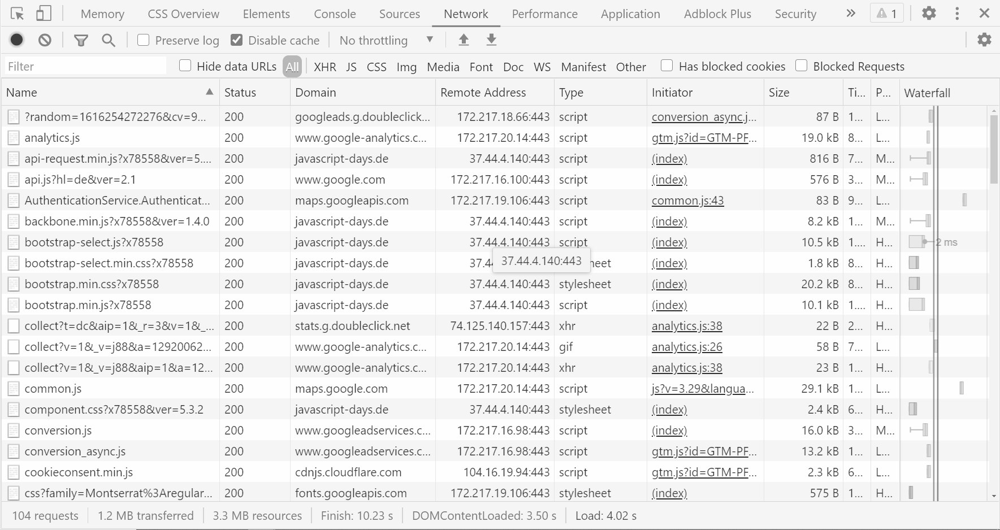 Memory CSS Overview Elements Console Sources Network Performance Application Adblock Plus Security » 1
Preserve log Disable cache No throttling
Filter Hide data URLs All XHR JS CSS Img Media Font Doc WS Manifest Other Has blocked cookies Blocked Requests
Name Status Domain Remote Address Type Initiator Size Ti... P... Waterfall
?random=1616254272276&cv=9... 200 googleads.g.doubleclick... 172.217.18.66:443 script conversion_async.j... 87 B 1... L...
analytics.js 200 www.google-analytics.c... 172.217.20.14:443 script gtm.js?id=GTM-PF... 19.0 kB 8... L...
api-request.min.js?x78558&ver=5.... 200 javascript-days.de 37.44.4.140:443 script (index) 816 B 7... M...
api.js?hl=de&ver=2.1 200 www.google.com 172.217.16.100:443 script (index) 576 B 3... M...
AuthenticationService.Authenticat... 200 maps.googleapis.com 172.217.19.106:443 script common.js:43 83 B 9... L...
backbone.min.js?x78558&ver=1.4.0 200 javascript-days.de 37.44.4.140:443 script (index) 8.2 kB 1... M...
bootstrap-select.js?x78558 200 javascript-days.de 37.44.4.140:443 script (index) 10.5 kB 1.... H... 2 ms
bootstrap-select.min.css?x78558 200 javascript-days.de 37.44 37.44.4.140:443 heet (index) 1.8 kB 8... H...
bootstrap.min.css?x78558 200 javascript-days.de 37.44.4.140:443 stylesheet (index) 20.2 kB 8... H...
bootstrap.min.js?x78558 200 javascript-days.de 37.44.4.140:443 script (index) 10.1 kB 1.... H...
collect?t=dc&aip=1&_r=3&v=1&_... 200 stats.g.doubleclick.net 74.125.140.157:443 xhr analytics.js:38 22 B 2... H...
collect?v=1&_v=j88&a=12920062... 200 www.google-analytics.c... 172.217.20.14:443 gif analytics.js:26 58 B 7... L...
collect?v=1&_v=j88&aip=1&a=12... 200 www.google-analytics.c... 172.217.20.14:443 xhr analytics.js:38 23 B 1... H...
common.js 200 maps.google.com 172.217.20.14:443 script js?v=3.29&langua... 29.1 kB 1... L...
component.css?x78558&ver=5.3.2 200 javascript-days.de 37.44.4.140:443 stylesheet (index) 2.4 kB 6... H...
conversion.js 200 www.googleadservices.c... 172.217.16.98:443 script (index) 16.0 kB 3... M...
conversion_async.js 200 www.googleadservices.c... 172.217.16.98:443 script gtm.js?id=GTM-PF... 13.2 kB 1... L...
cookieconsent.min.js 200 cdnjs.cloudflare.com 104.16.19.94:443 script gtm.js?id=GTM-PF... 2.3 kB 6... L...
css?family=Montserrat%3Aregular... 200 fonts.googleapis.com 172.217.19.106:443 stylesheet (index) 575 B 1... H...
104 requests 1.2 MB transferred 3.3 MB resources Finish: 10.23 s DOMContentLoaded: 3.50 s Load: 4.02 s